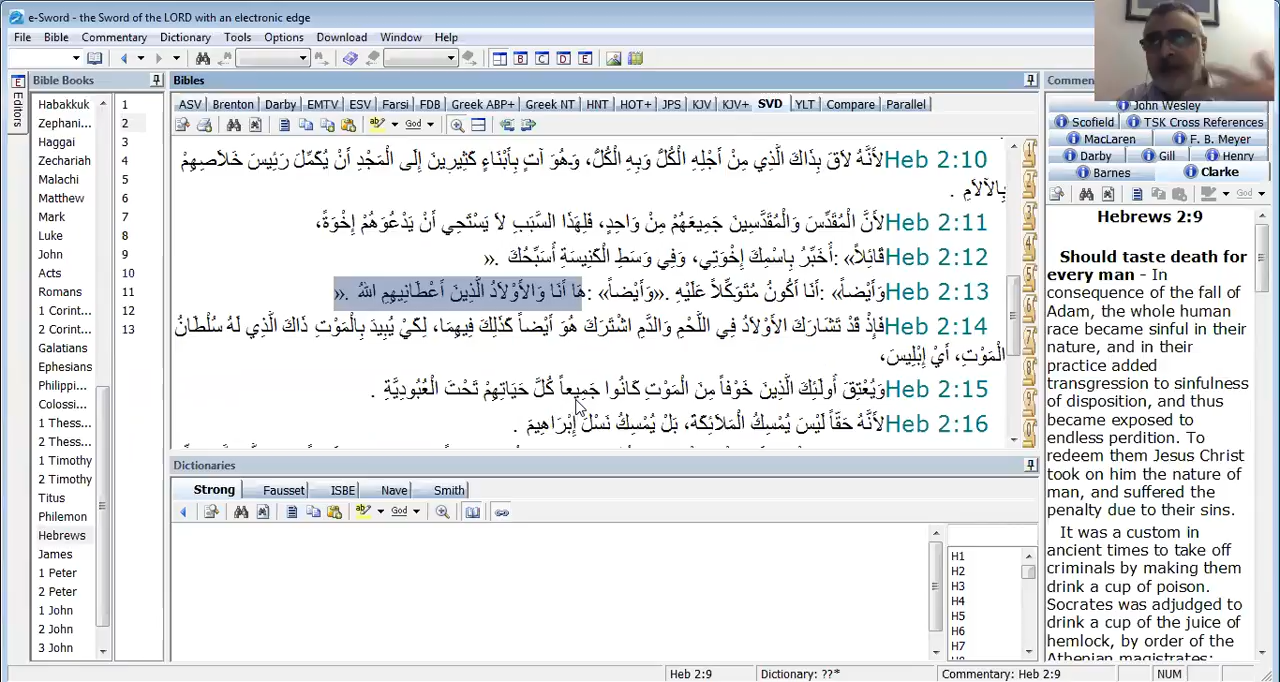 e-Sword - the Sword of the LORD with an electronic edge
File Bible Commentary Dictionary Tools Options Download Window Help
Editors
Bible Books
Habakkuk
Zephani...
Haggai
Zechariah
Malachi
Matthew
Mark
Luke
John
Acts
Romans
1 Corint...
2 Corint...
Galatians
Ephesians
Philippi...
Colossi...
1 Thess...
2 Thess...
1 Timothy
2 Timothy
Titus
Philemon
Hebrews
James
1 Peter
2 Peter
1 John
2 John
3 John
1
2
3
4
5
6
7
8
9
10
11
12
13
Bibles
ASV Brenton Darby EMTV ESV Farsi FDB Greek ABP+ Greek NT HNT HOT+ JPS KJV KJV+ SVD YLT Compare Parallel
God
Heb 2:10 لأَنَّهُ لاَقَ بِذَاكَ الَّذِي مِنْ أَجْلِهِ الْكُلُّ وَبِهِ الْكُلُّ، وَهُوَ آتٍ بِأَبْنَاءٍ كَثِيرِينَ إِلَى الْمَجْدِ أَنْ يُكَمِّلَ رَئِيسَ خَلاَصِهِمْ
بِالآلاَمِ .
Heb 2:11 لأَنَّ الْمُقَدِّسَ وَالْمُقَدَّسِينَ جَمِيعَهُمْ مِنْ وَاحِدٍ، فَلِهَذَا السَّبَبِ لاَ يَسْتَحِي أَنْ يَدْعُوَهُمْ إِخْوَةً،
Heb 2:12 قَائِلاً» :أُخَبِّرُ بِاسْمِكَ إِخْوَتِي، وَفِي وَسَطِ الْكَنِيسَةِ أُسَبِّحُكَ .«
Heb 2:13 وَأَيْضاً» :أَنَا أَكُونُ مُتَوَكِّلاً عَلَيْهِ .«وَأَيْضاً» :هَا أَنَا وَالأَوْلاَدُ الَّذِينَ أَعْطَانِيهِمِ اللهُ .«
Heb 2:14 فَإِذْ قَدْ تَشَارَكَ الأَوْلاَدُ فِي اللَّحْمِ وَالدَّمِ اشْتَرَكَ هُوَ أَيْضاً كَذَلِكَ فِيهِمَا، لِكَيْ يُبِيدَ بِالْمَوْتِ ذَاكَ الَّذِي لَهُ سُلْطَانُ
الْمَوْتِ، أَيْ إِبْلِيسَ،
Heb 2:15 وَيُعْتِقَ أُولَئِكَ الَّذِينَ خَوْفاً مِنَ الْمَوْتِ كَانُوا جَمِيعاً كُلَّ حَيَاتِهِمْ تَحْتَ الْعُبُودِيَّةِ .
Heb 2:16 لأَنَّهُ حَقّاً لَيْسَ يُمْسِكُ الْمَلاَئِكَةَ، بَلْ يُمْسِكُ نَسْلَ إِبْرَاهِيمَ .
Dictionaries
Strong Fausset ISBE Nave Smith
God
H1
H2
H3
H4
H5
H6
H7
Commen
John Wesley
Scofield TSK Cross References
MacLaren F. B. Meyer
Darby Gill Henry
Barnes Clarke
God
Hebrews 2:9
Should taste death for
every man - In
consequence of the fall of
Adam, the whole human
race became sinful in their
nature, and in their
practice added
transgression to sinfulness
of disposition, and thus
became exposed to
endless perdition. To
redeem them Jesus Christ
took on him the nature of
man, and suffered the
penalty due to their sins.
It was a custom in
ancient times to take off
criminals by making them
drink a cup of poison.
Socrates was adjudged to
drink a cup of the juice of
hemlock, by order of the
Athenian magistrates:
Heb 2:9 Dictionary: ??* Commentary: Heb 2:9 NUM